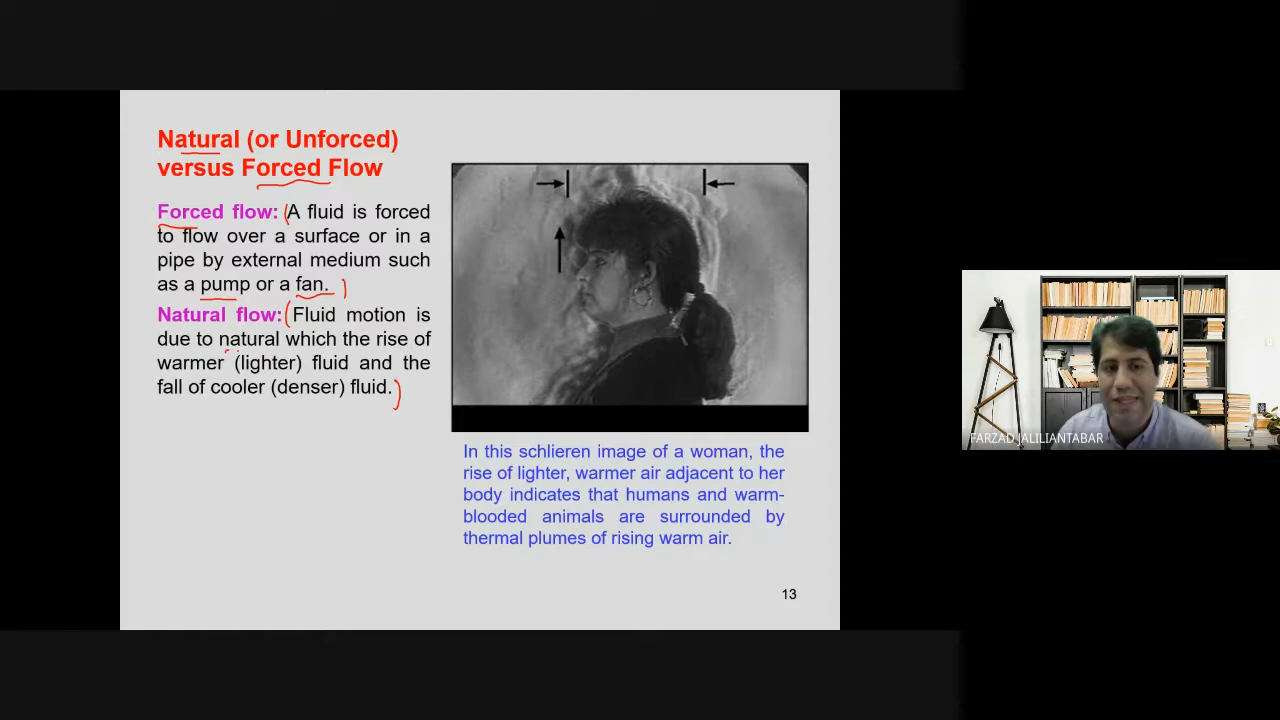 Natural (or Unforced)
versus Forced Flow
Forced flow: A fluid is forced
to flow over a surface or in a
pipe by external medium such
as a pump or a fan.
Natural flow: Fluid motion is
due to natural which the rise of
warmer (lighter) fluid and the
fall of cooler (denser) fluid.
In this schlieren image of a woman, the
rise of lighter, warmer air adjacent to her
body indicates that humans and warm-
blooded animals are surrounded by
thermal plumes of rising warm air.
13
FARZAD JALILIANTABAR